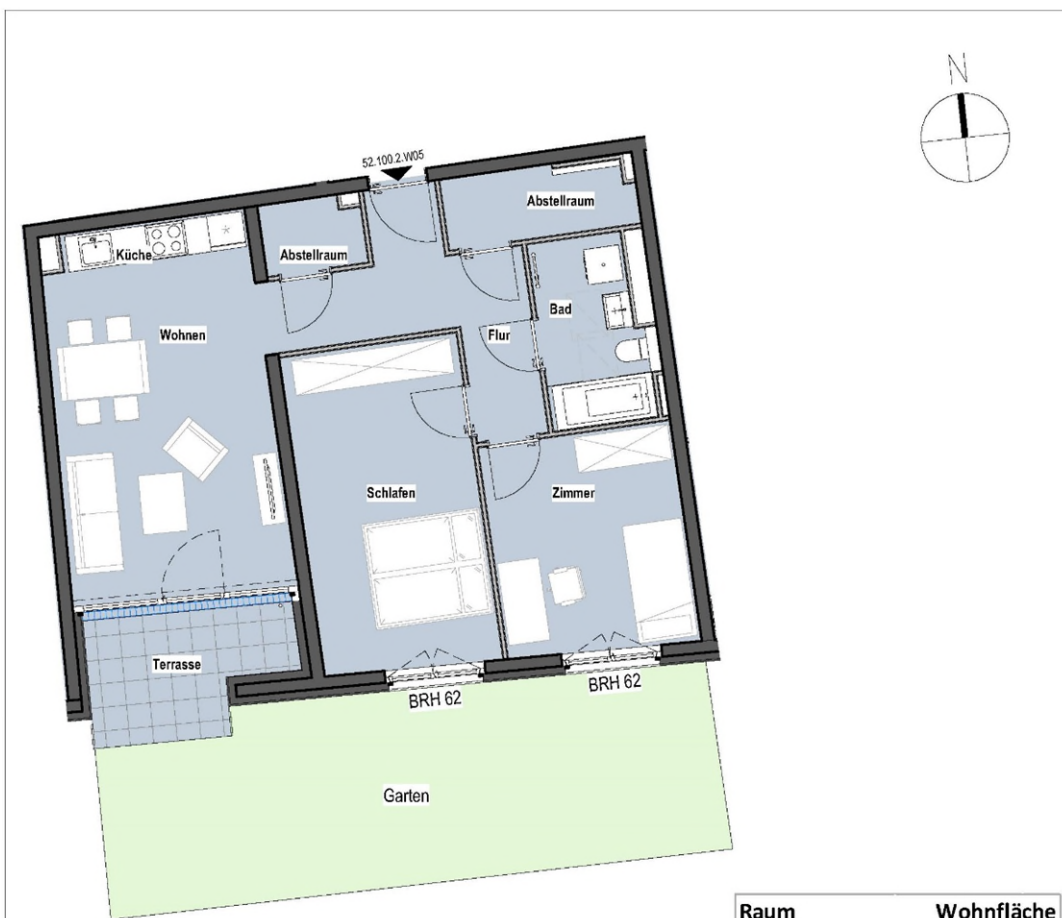 N
52.100.2.W05
Abstellraum
Küche
Abstellraum
Bad
Wohnen
Flur
Schlafen
Zimmer
Terrasse
BRH 62
BRH 62
Garten
Raum Wohnfläche